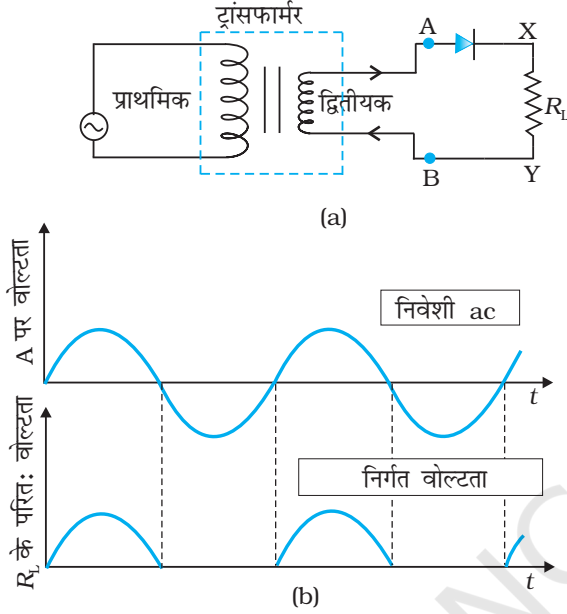 ट्रांसफार्मर
A
X
प्राथमिक
द्वितीयक
R_L
B
Y
(a)
A पर वोल्टता
निवेशी ac
t
R_L के परित: वोल्टता
निर्गत वोल्टता
t
(b)